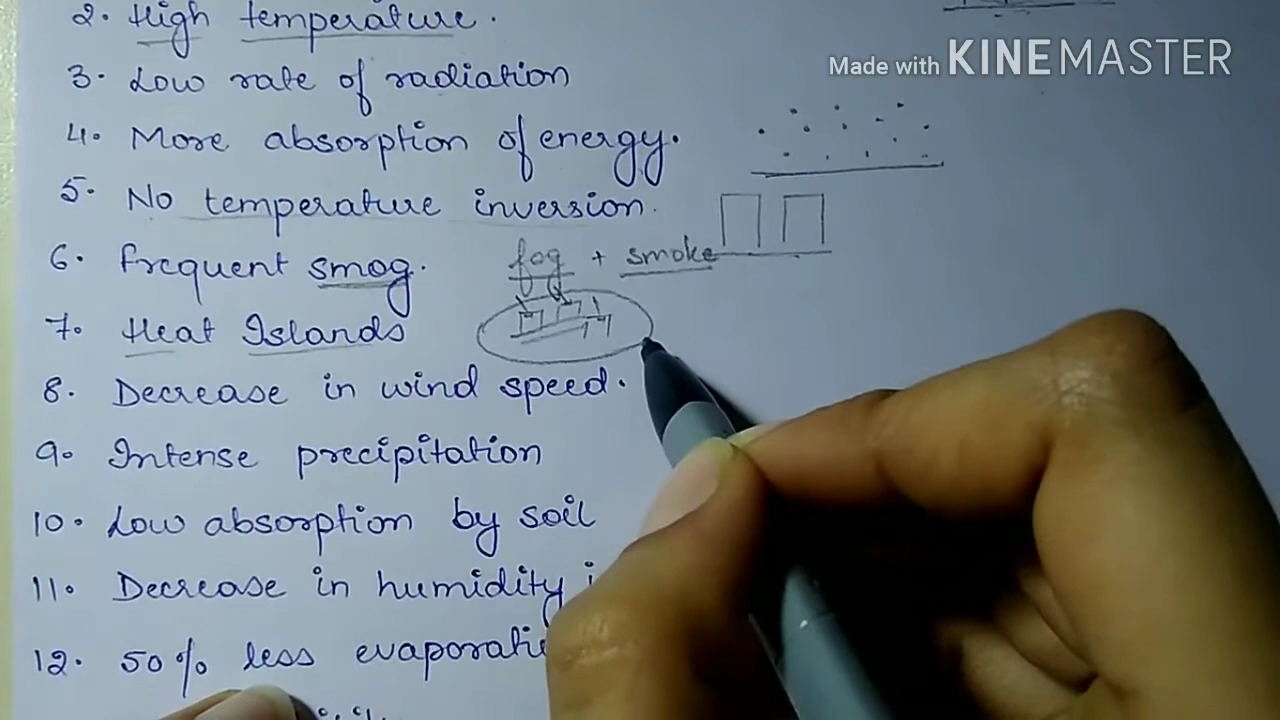 Made with KINEMASTER
2. High temperature.
3. Low rate of radiation
4. More absorption of energy.
5. No temperature inversion.
6. frequent smog. fog + smoke
7. Heat Islands
8. Decrease in wind speed.
9. Intense precipitation
10. Low absorption by soil
11. Decrease in humidity
12. 50% less